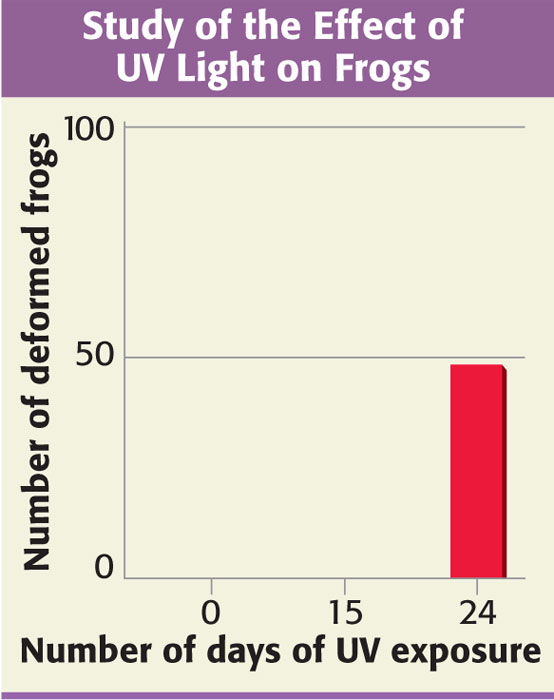 Study of the Effect of
UV Light on Frogs
Number of deformed frogs
100
50
0
0 15 24
Number of days of UV exposure